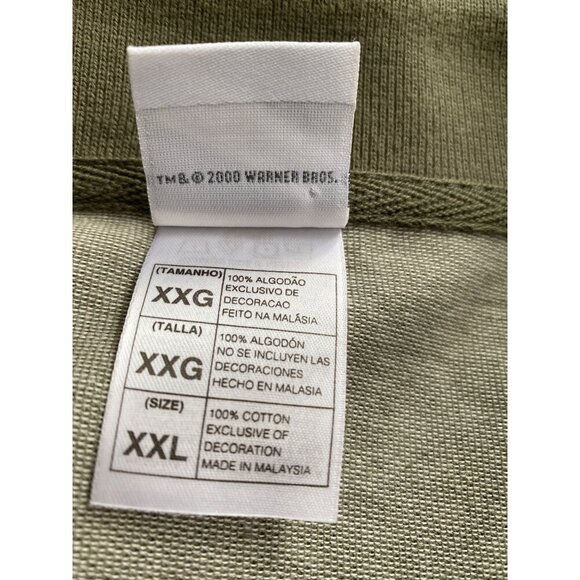 TM & © 2000 WARNER BROS.
(TAMANHO)
XXG
100% ALGODÃO
EXCLUSIVO DE
DECORACAO
FEITO NA MALÁSIA
(TALLA)
XXG
100% ALGODÓN
NO SE INCLUYEN LAS
DECORACIONES
HECHO EN MALASIA
(SIZE)
XXL
100% COTTON
EXCLUSIVE OF
DECORATION
MADE IN MALAYSIA